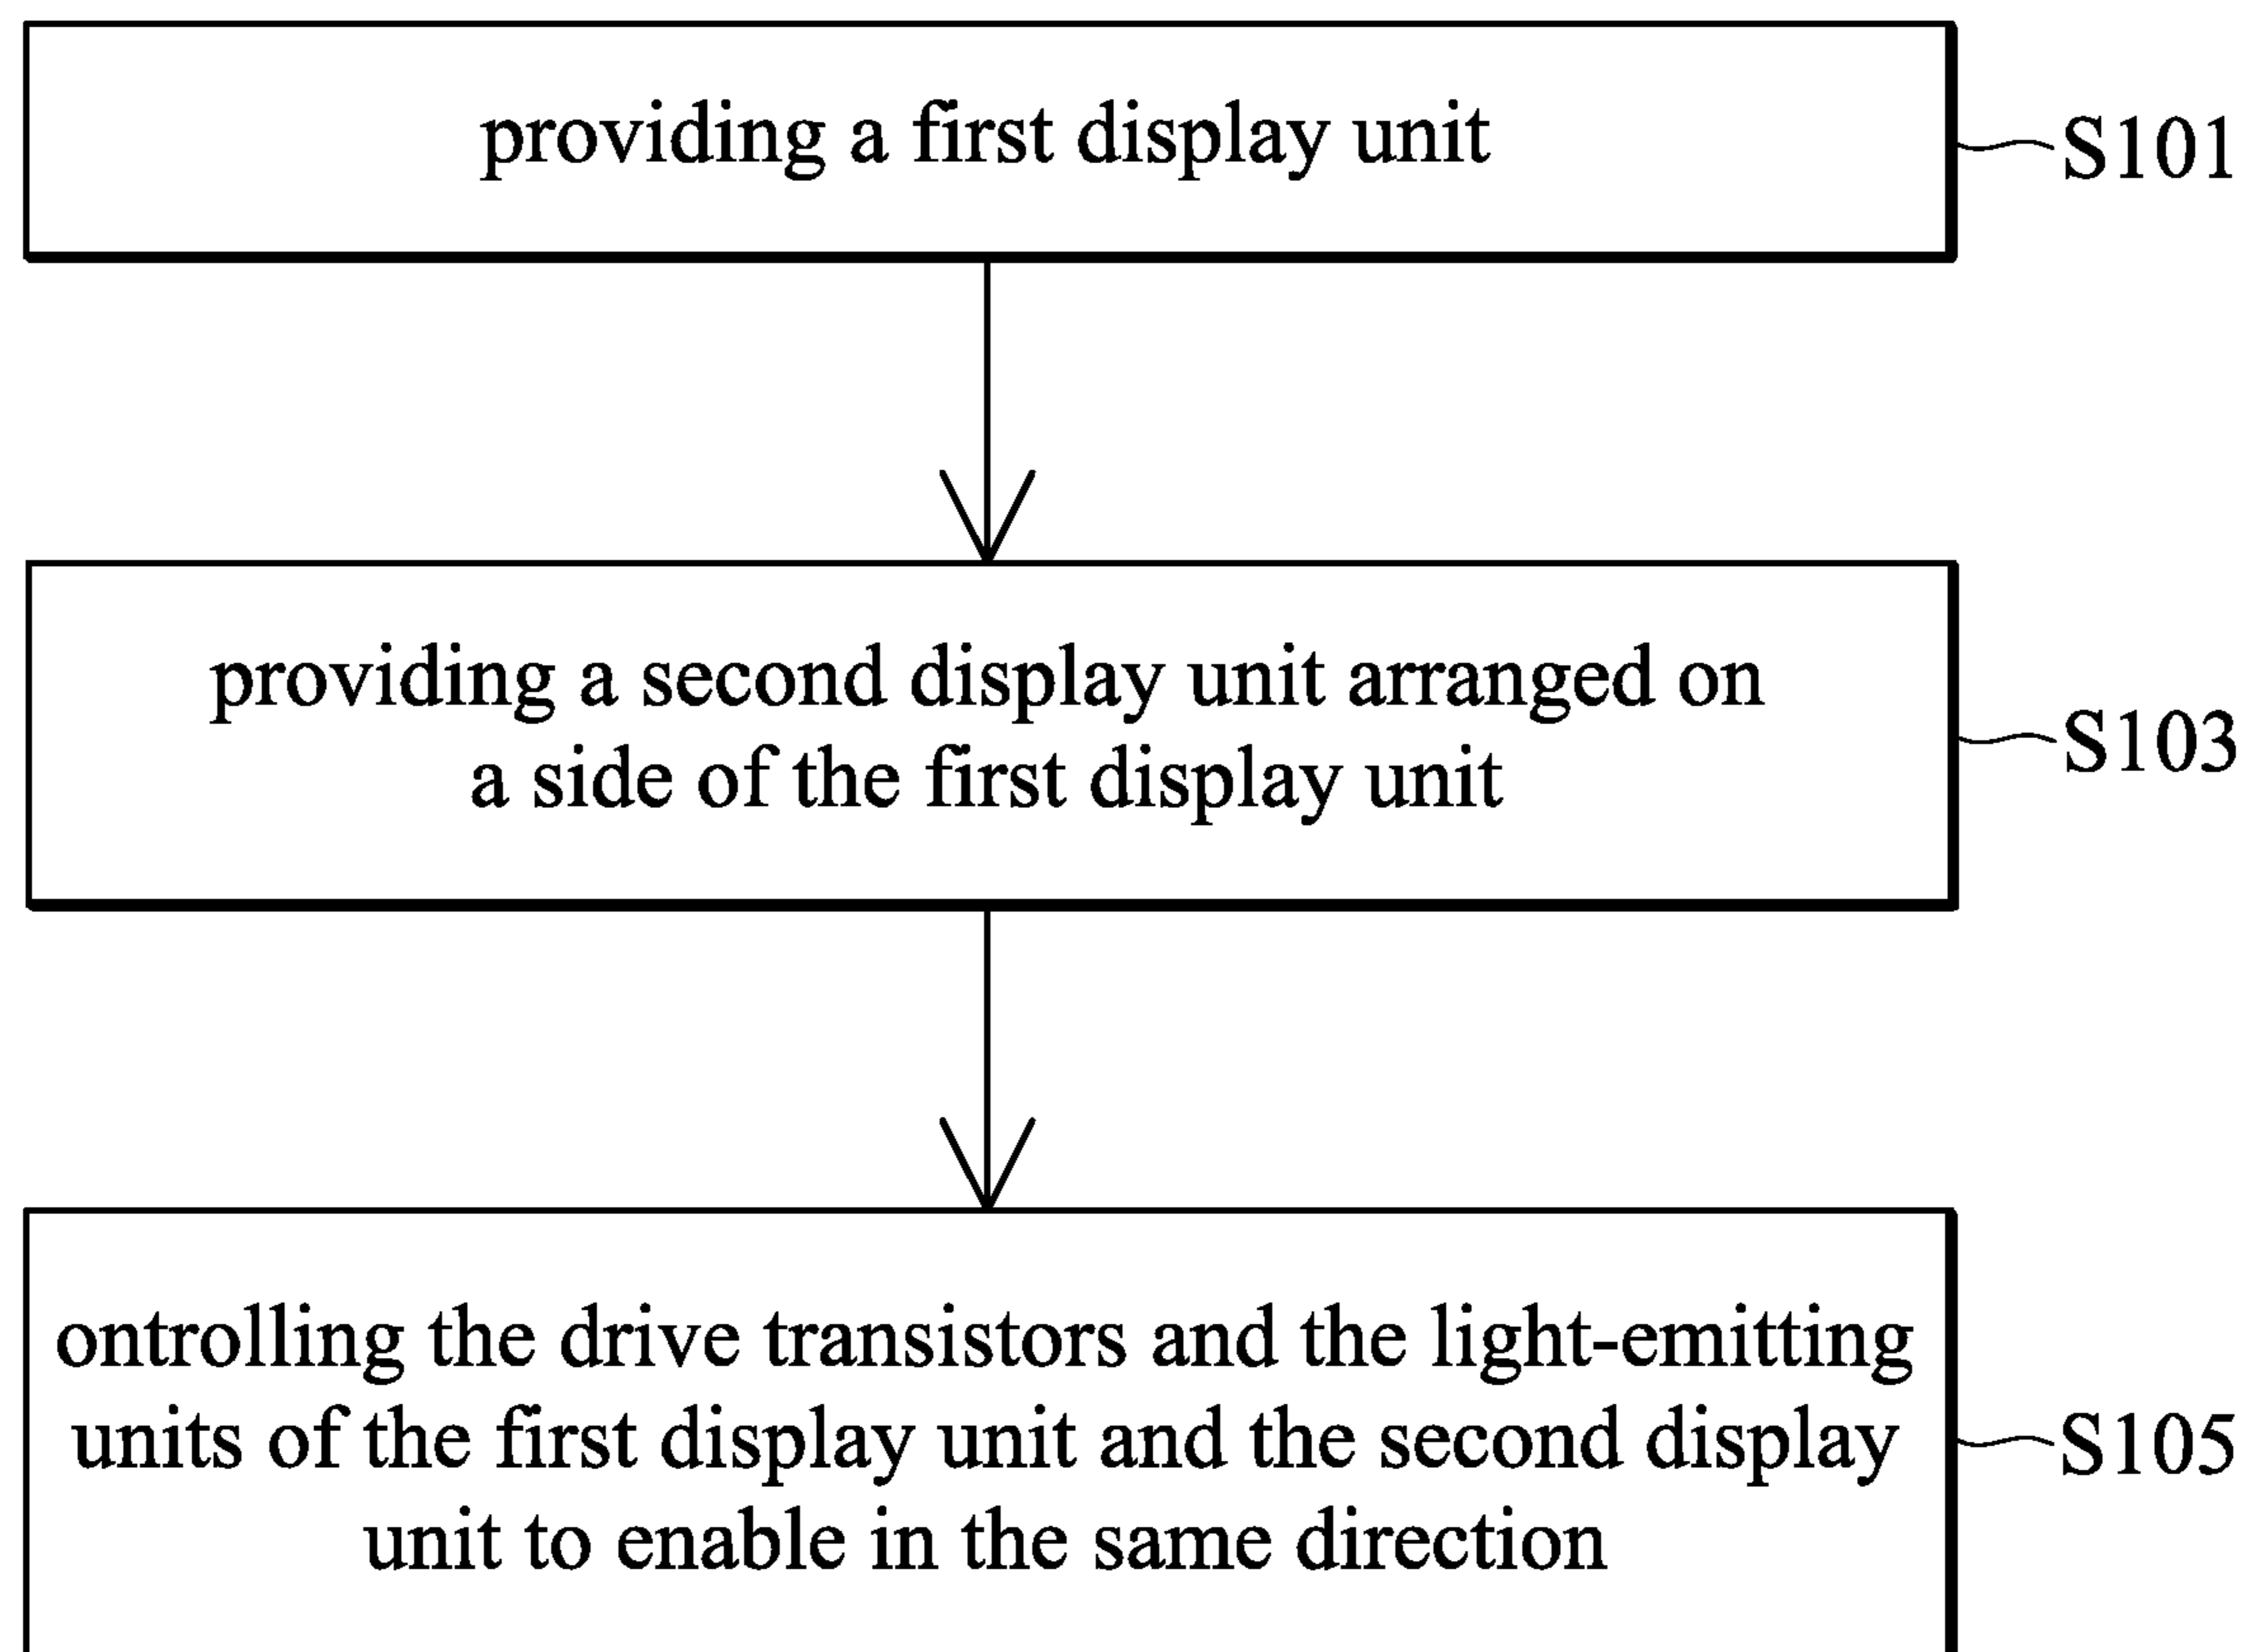 providing a first display unit
S101
providing a second display unit arranged on
a side of the first display unit
S103
ontrolling the drive transistors and the light-emitting
units of the first display unit and the second display
unit to enable in the same direction
S105